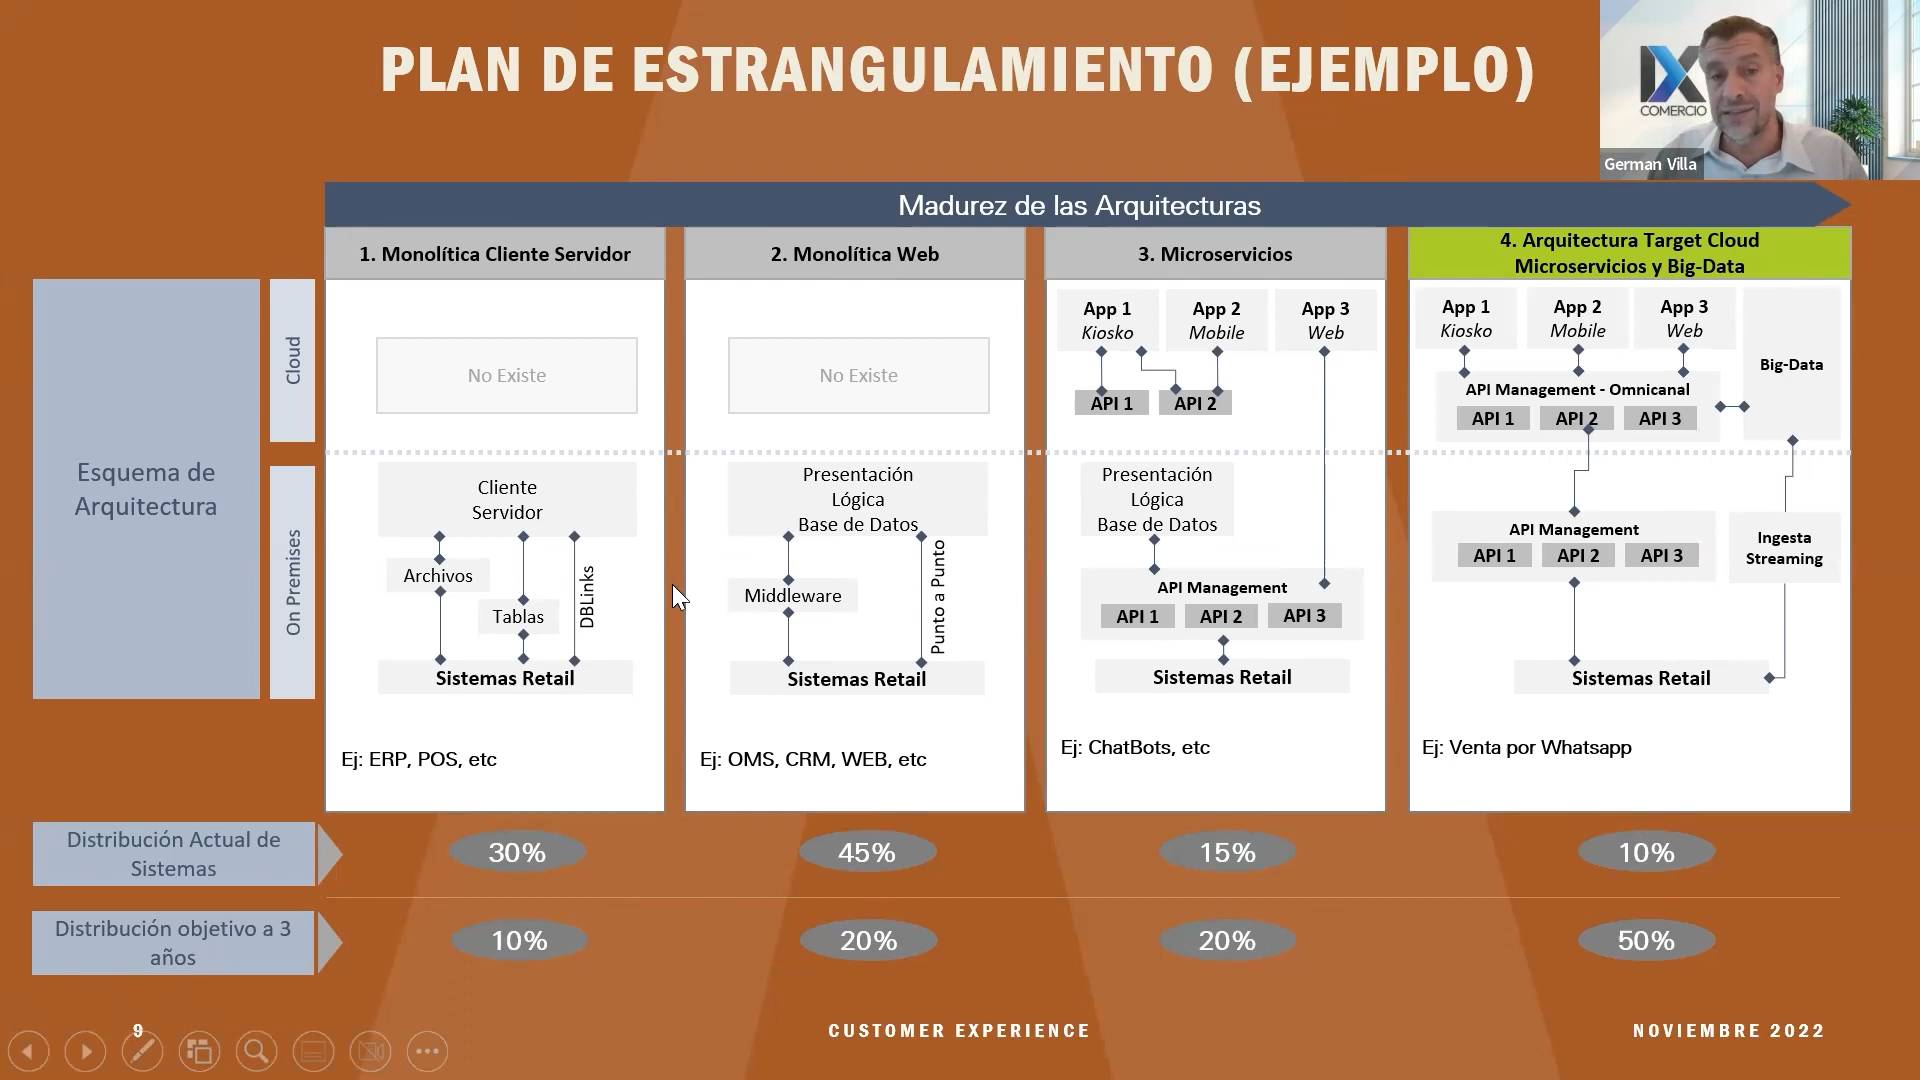 PLAN DE ESTRANGULAMIENTO (EJEMPLO)
IX
COMERCIO
German Villa
Madurez de las Arquitecturas
1. Monolítica Cliente Servidor
2. Monolítica Web
3. Microservicios
4. Arquitectura Target Cloud
Microservicios y Big-Data
Esquema de
Arquitectura
Cloud
On Premises
No Existe
Cliente
Servidor
Archivos
Tablas
DBLinks
Sistemas Retail
Ej: ERP, POS, etc
No Existe
Presentación
Lógica
Base de Datos
Middleware
Punto a Punto
Sistemas Retail
Ej: OMS, CRM, WEB, etc
App 1
Kiosko
App 2
Mobile
App 3
Web
API 1
API 2
Presentación
Lógica
Base de Datos
API Management
API 1
API 2
API 3
Sistemas Retail
Ej: ChatBots, etc
App 1
Kiosko
App 2
Mobile
App 3
Web
Big-Data
API Management - Omnicanal
API 1
API 2
API 3
API Management
API 1
API 2
API 3
Ingesta
Streaming
Sistemas Retail
Ej: Venta por Whatsapp
Distribución Actual de
Sistemas
30%
45%
15%
10%
Distribución objetivo a 3
años
10%
20%
20%
50%
9
CUSTOMER EXPERIENCE
NOVIEMBRE 2022